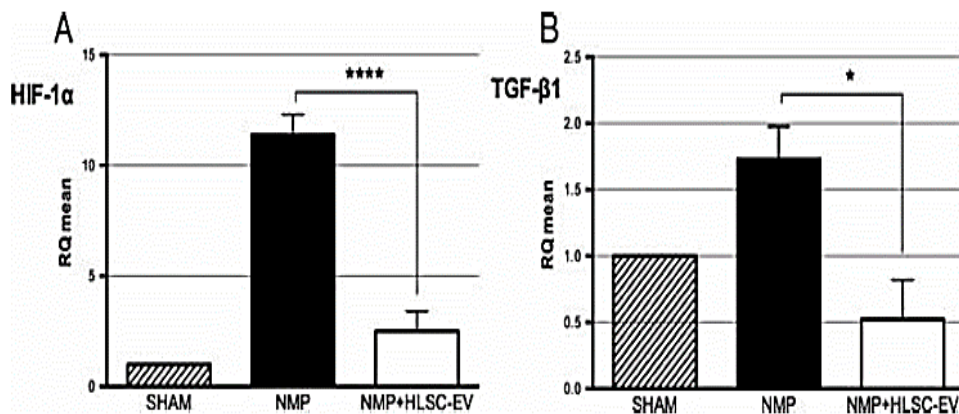 A
HIF-1α
RQ mean
15
10
5
0
****
SHAM
NMP
NMP+HLSC-EV
B
TGF-β1
RQ mean
2.5
2.0
1.5
1.0
0.5
0.0
*
SHAM
NMP
NMP+HLSC-EV